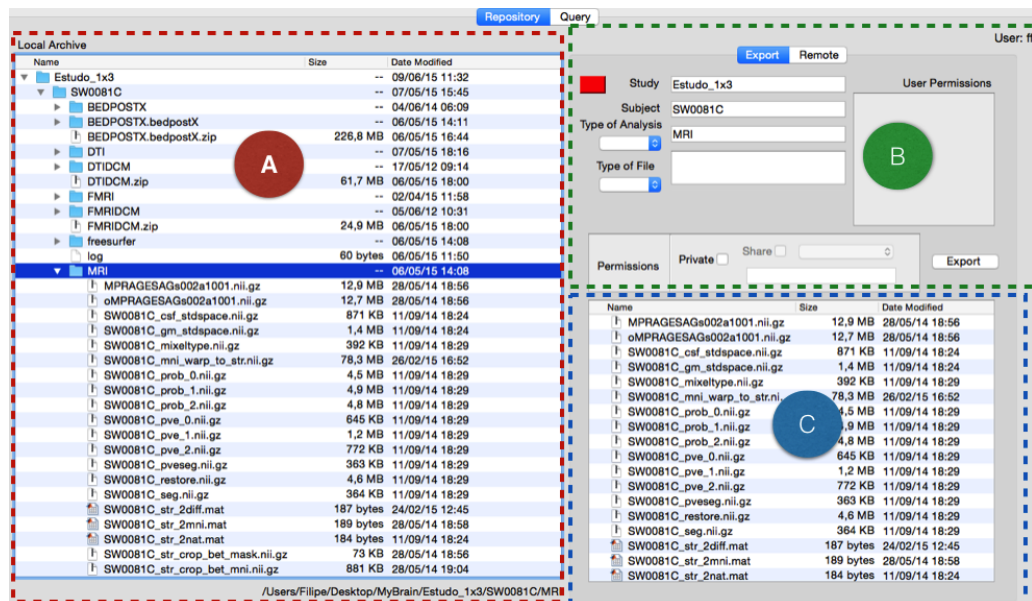 Repository Query
Local Archive
Name Size Date Modified
Estudo_1x3 -- 09/06/15 11:32
SW0081C -- 07/05/15 15:45
BEDPOSTX -- 04/06/14 06:09
BEDPOSTX.bedpostX -- 06/05/15 14:11
BEDPOSTX.bedpostX.zip 226,8 MB 06/05/15 16:44
DTI -- 07/05/15 18:16
DTIDCM -- 17/05/12 09:14
DTIDCM.zip 61,7 MB 06/05/15 18:00
FMRI -- 02/04/15 11:58
FMRIDCM -- 05/06/12 10:31
FMRIDCM.zip 24,9 MB 06/05/15 18:00
freesurfer -- 06/05/15 14:08
log 60 bytes 06/05/15 11:50
MRI -- 06/05/15 14:08
MPRAGESAGs002a1001.nii.gz 12,9 MB 28/05/14 18:56
oMPRAGESAGs002a1001.nii.gz 12,7 MB 28/05/14 18:56
SW0081C_csf_stdspace.nii.gz 871 KB 11/09/14 18:24
SW0081C_gm_stdspace.nii.gz 1,4 MB 11/09/14 18:24
SW0081C_mixeltype.nii.gz 392 KB 11/09/14 18:29
SW0081C_mni_warp_to_str.nii.gz 78,3 MB 26/02/15 16:52
SW0081C_prob_0.nii.gz 4,5 MB 11/09/14 18:29
SW0081C_prob_1.nii.gz 4,9 MB 11/09/14 18:29
SW0081C_prob_2.nii.gz 4,8 MB 11/09/14 18:29
SW0081C_pve_0.nii.gz 645 KB 11/09/14 18:29
SW0081C_pve_1.nii.gz 1,2 MB 11/09/14 18:29
SW0081C_pve_2.nii.gz 772 KB 11/09/14 18:29
SW0081C_pveseg.nii.gz 363 KB 11/09/14 18:29
SW0081C_restore.nii.gz 4,6 MB 11/09/14 18:29
SW0081C_seg.nii.gz 364 KB 11/09/14 18:29
SW0081C_str_2diff.mat 187 bytes 24/02/15 12:45
SW0081C_str_2mni.mat 189 bytes 28/05/14 18:58
SW0081C_str_2nat.mat 184 bytes 11/09/14 18:24
SW0081C_str_crop_bet_mask.nii.gz 73 KB 28/05/14 18:56
SW0081C_str_crop_bet_mni.nii.gz 881 KB 28/05/14 19:04
/Users/Filipe/Desktop/MyBrain/Estudo_1x3/SW0081C/MRI
A
User:
Export Remote
Study Estudo_1x3 User Permissions
Subject SW0081C
Type of Analysis
MRI
Type of File
B
Permissions Private Share Export
Name Size Date Modified
MPRAGESAGs002a1001.nii.gz 12,9 MB 28/05/14 18:56
oMPRAGESAGs002a1001.nii.gz 12,7 MB 28/05/14 18:56
SW0081C_csf_stdspace.nii.gz 871 KB 11/09/14 18:24
SW0081C_gm_stdspace.nii.gz 1,4 MB 11/09/14 18:24
SW0081C_mixeltype.nii.gz 392 KB 11/09/14 18:29
SW0081C_mni_warp_to_str.ni... 78,3 MB 26/02/15 16:52
SW0081C_prob_0.nii.gz 4,5 MB 11/09/14 18:29
SW0081C_prob_1.nii.gz 4,9 MB 11/09/14 18:29
SW0081C_prob_2.nii.gz 4,8 MB 11/09/14 18:29
SW0081C_pve_0.nii.gz 645 KB 11/09/14 18:29
SW0081C_pve_1.nii.gz 1,2 MB 11/09/14 18:29
SW0081C_pve_2.nii.gz 772 KB 11/09/14 18:29
SW0081C_pveseg.nii.gz 363 KB 11/09/14 18:29
SW0081C_restore.nii.gz 4,6 MB 11/09/14 18:29
SW0081C_seg.nii.gz 364 KB 11/09/14 18:29
SW0081C_str_2diff.mat 187 bytes 24/02/15 12:45
SW0081C_str_2mni.mat 189 bytes 28/05/14 18:58
SW0081C_str_2nat.mat 184 bytes 11/09/14 18:24
C